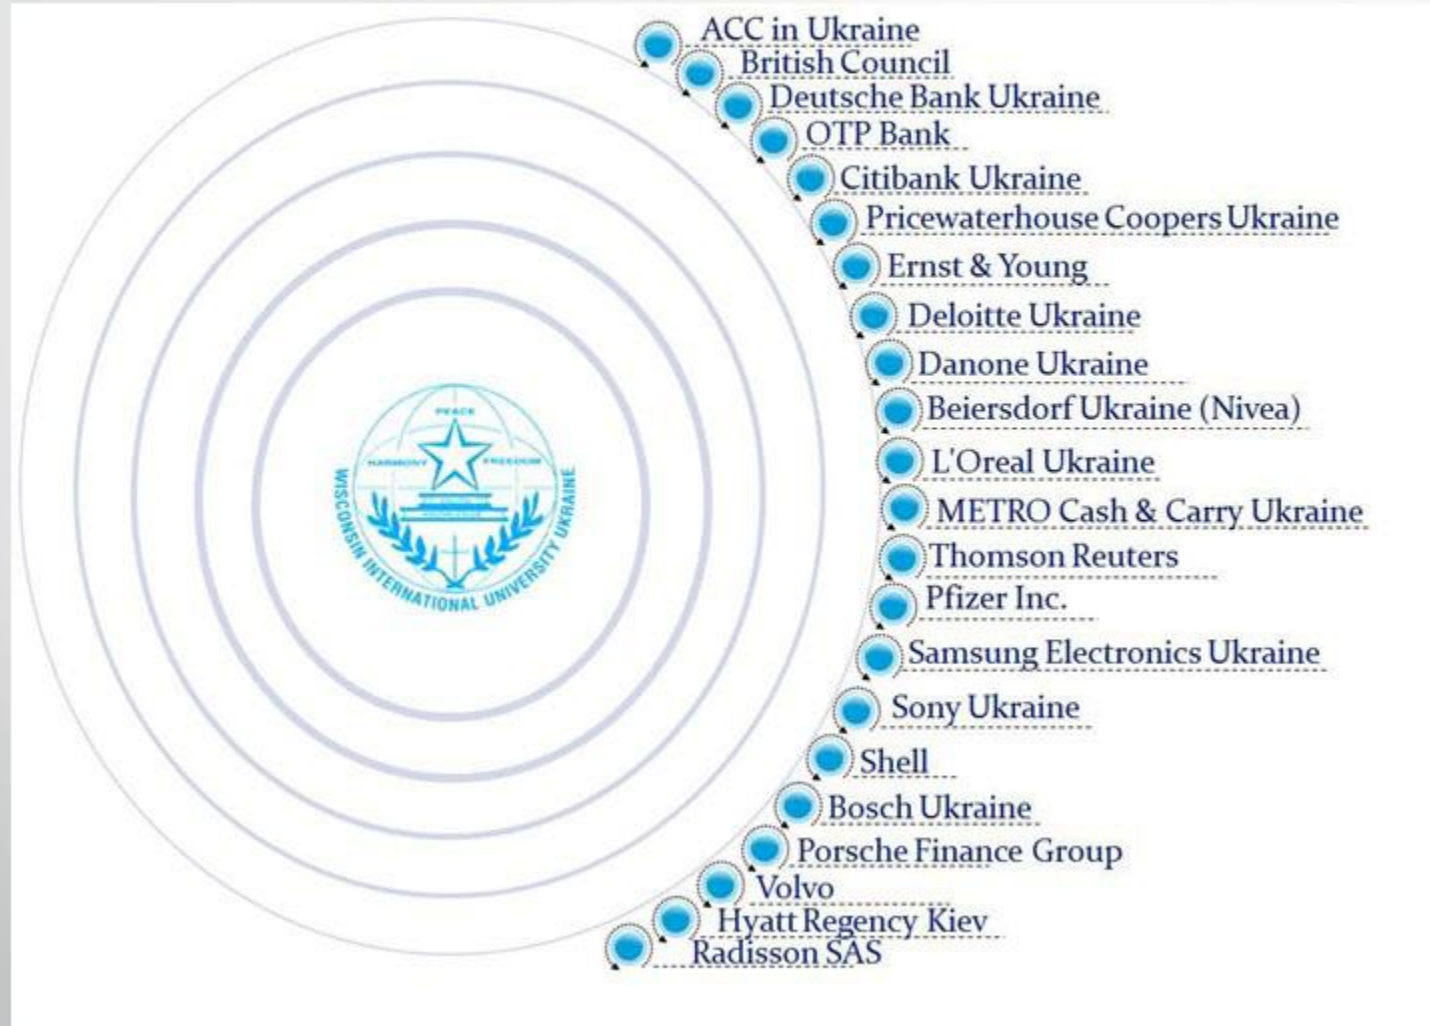 ACC in Ukraine
British Council
Deutsche Bank Ukraine
OTP Bank
Citibank Ukraine
Pricewaterhouse Coopers Ukraine
Ernst & Young
Deloitte Ukraine
Danone Ukraine
Beiersdorf Ukraine (Nivea)
L'Oreal Ukraine
METRO Cash & Carry Ukraine
Thomson Reuters
Pfizer Inc.
Samsung Electronics Ukraine
Sony Ukraine
Shell
Bosch Ukraine
Porsche Finance Group
Volvo
Hyatt Regency Kiev
Radisson SAS
PEACE
HARMONY
FREEDOM
WISCONSIN INTERNATIONAL UNIVERSITY UKRAINE